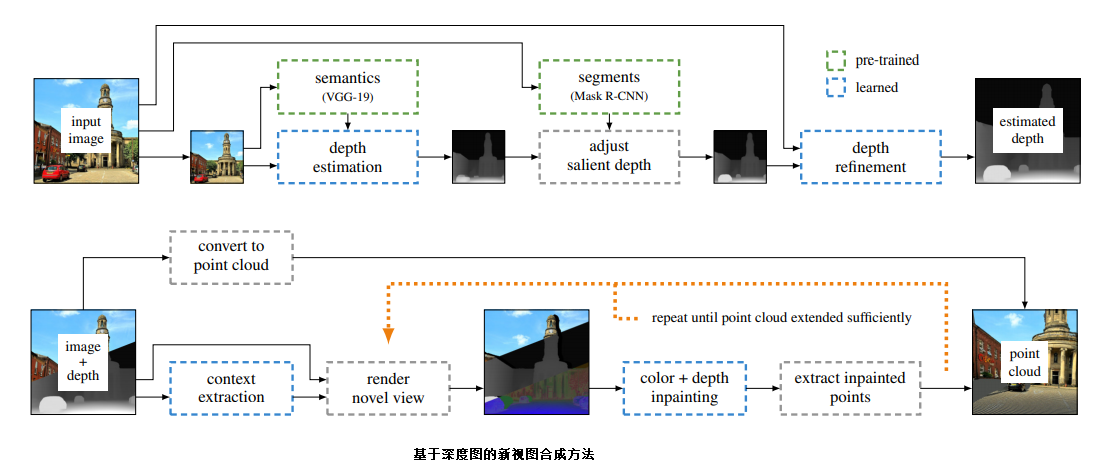 input
image
semantics
(VGG-19)
depth
estimation
segments
(Mask R-CNN)
adjust
salient depth
pre-trained
learned
depth
refinement
estimated
depth
convert to
point cloud
image
+
depth
context
extraction
render
novel view
repeat until point cloud extended sufficiently
color + depth
inpainting
extract inpainted
points
point
cloud
基于深度图的新视图合成方法